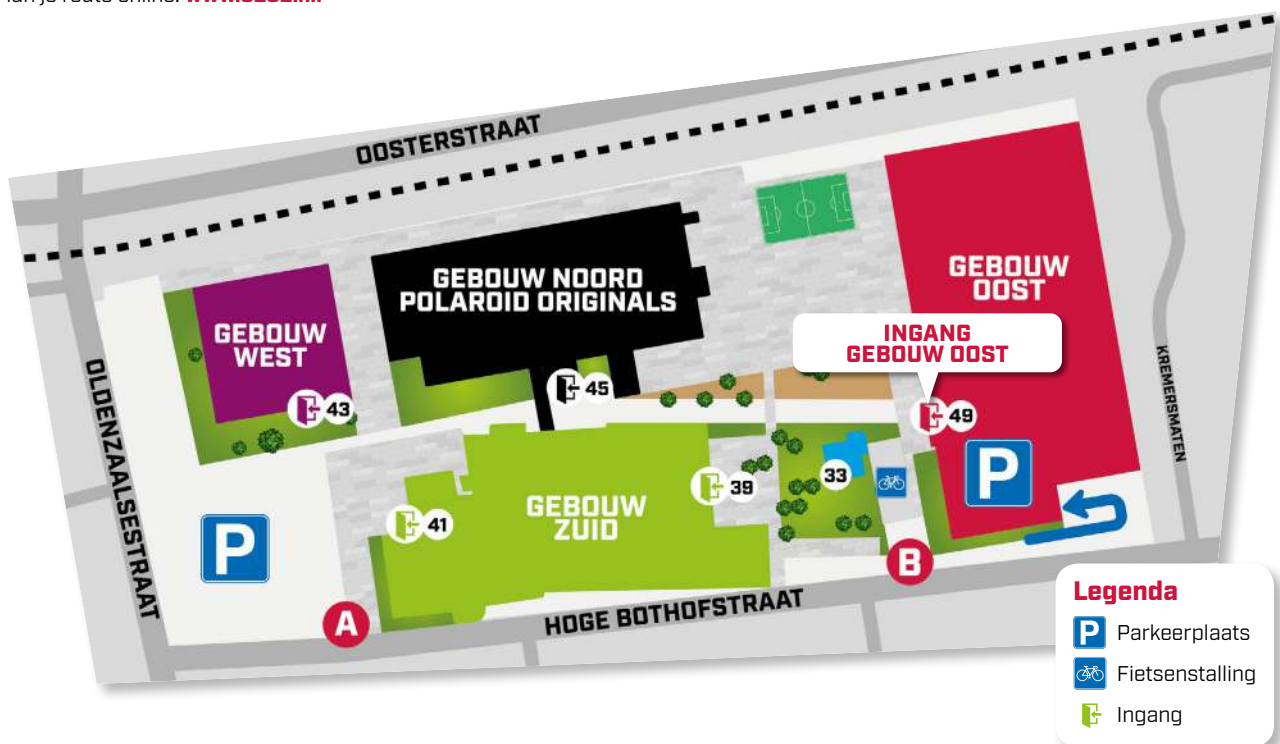 OOSTERSTRAAT
GEBOUW NOORD
POLAROID ORIGINALS
GEBOUW
OOST
GEBOUW
WEST
INGANG
GEBOUW OOST
45
43
49
OLDENZAALSESTRAAT
KREMERSMATEN
33
39
P
GEBOUW
ZUID
41
P
B
A
HOGE BOTHOFSTRAAT
Legenda
P Parkeerplaats
Fietsenstalling
Ingang